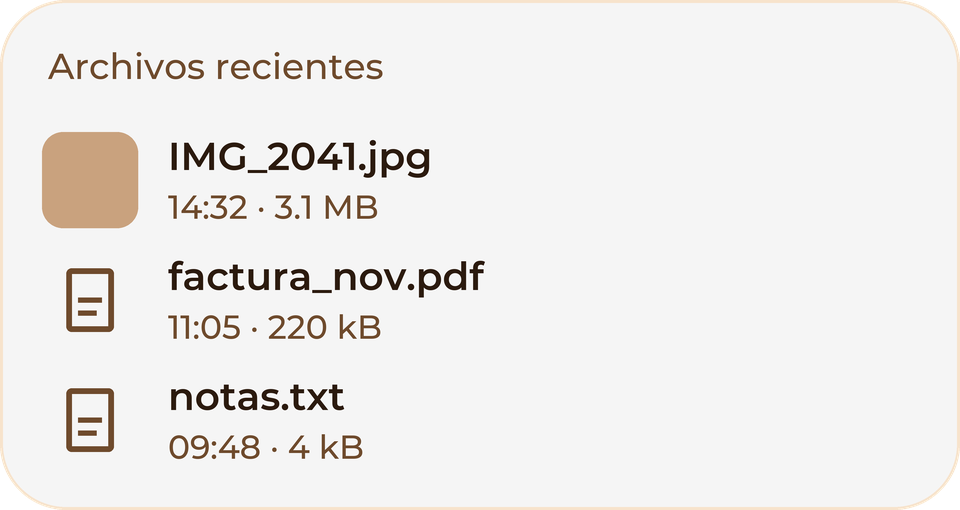 Archivos recientes
IMG_2041.jpg
14:32 · 3.1 MB
factura_nov.pdf
11:05 · 220 kB
notas.txt
09:48 · 4 kB